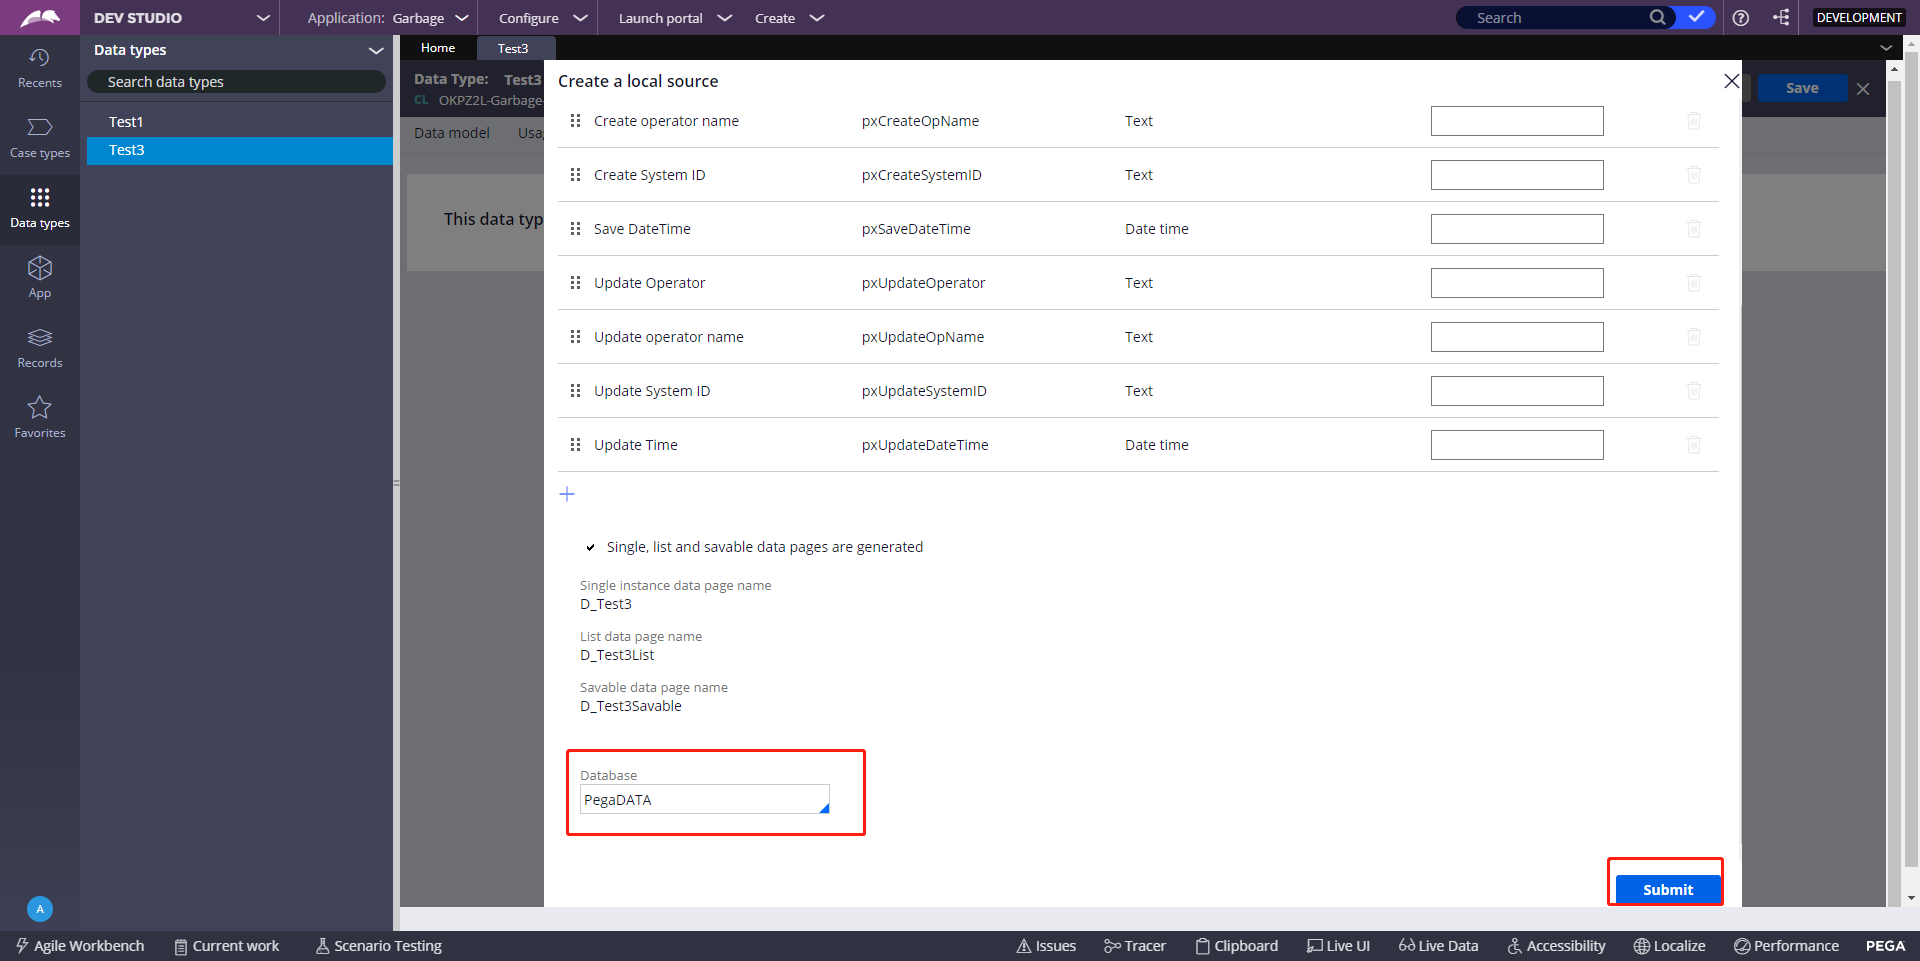 DEV STUDIO
Application: Garbage
Configure
Launch portal
Create
Search
DEVELOPMENT
Recents
Case types
Data types
App
Records
Favorites
A
Data types
Search data types
Test1
Test3
Home
Test3
Data Type: Test3
CL OKPZ2L-Garbage-
Data model
Usag
This data typ
Save
Create a local source
Create operator name pxCreateOpName Text
Create System ID pxCreateSystemID Text
Save DateTime pxSaveDateTime Date time
Update Operator pxUpdateOperator Text
Update operator name pxUpdateOpName Text
Update System ID pxUpdateSystemID Text
Update Time pxUpdateDateTime Date time
Single, list and savable data pages are generated
Single instance data page name
D_Test3
List data page name
D_Test3List
Savable data page name
D_Test3Savable
Database
PegaDATA
Submit
Agile Workbench
Current work
Scenario Testing
Issues
Tracer
Clipboard
Live UI
Live Data
Accessibility
Localize
Performance
PEGA